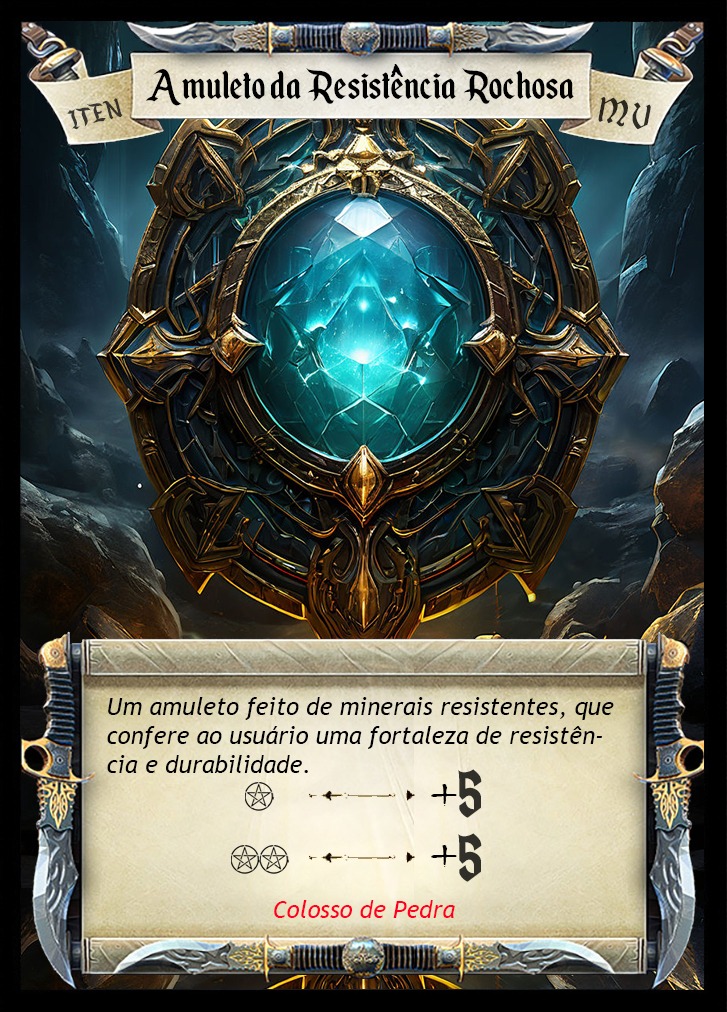 ITEN
Amuleto da Resistência Rochosa
MU
Um amuleto feito de minerais resistentes, que
confere ao usuário uma fortaleza de resistên-
cia e durabilidade.
+5
+5
Colosso de Pedra